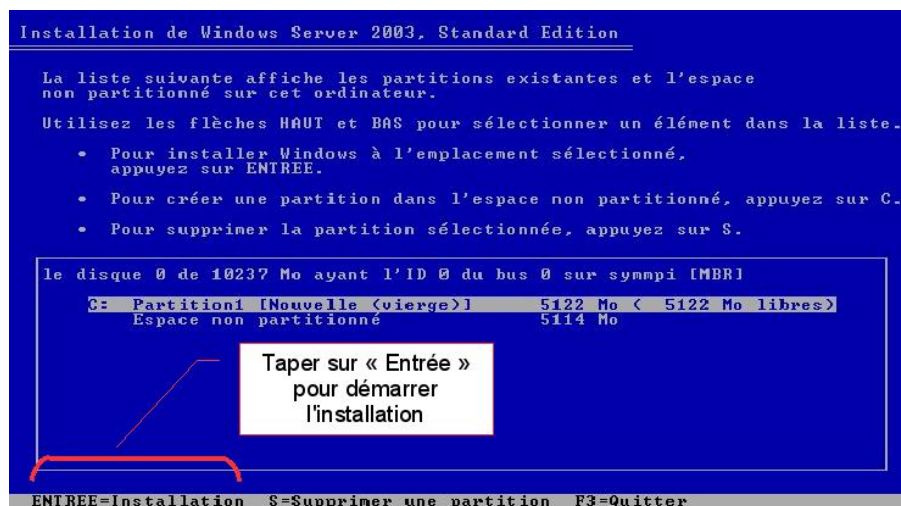 Installation de Windows Server 2003, Standard Edition
La liste suivante affiche les partitions existantes et l'espace
non partitionné sur cet ordinateur.
Utilisez les flèches HAUT et BAS pour sélectionner un élément dans la liste.
• Pour installer Windows à l'emplacement sélectionné,
appuyez sur ENTREE.
• Pour créer une partition dans l'espace non partitionné, appuyez sur C.
• Pour supprimer la partition sélectionnée, appuyez sur S.
le disque 0 de 10237 Mo ayant l'ID 0 du bus 0 sur symmpi [MBR]
C: Partition1 [Nouvelle (vierge)] 5122 Mo ( 5122 Mo libres)
Espace non partitionné 5114 Mo
Taper sur « Entrée »
pour démarrer
l'installation
ENTREE=Installation S=Supprimer une partition F3=Quitter